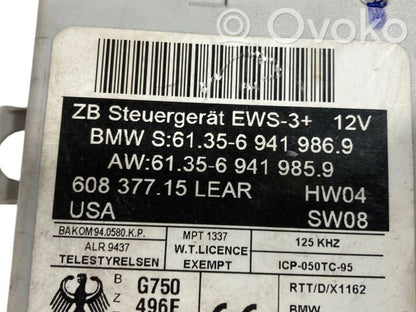 Ovoko
ZB Steuergerät EWS-3+ 12V
BMW S:61.35-6 941 986.9
AW:61.35-6 941 985.9
608 377.15 LEAR HW04
USA SW08
BAKOM94.0580.K.P. MPT 1337 125 KHZ
ALR 9437 W.T.LICENCE
TELESTYRELSEN EXEMPT ICP-050TC-95
B G750 RTT/D/X1162
Z 496E BMW